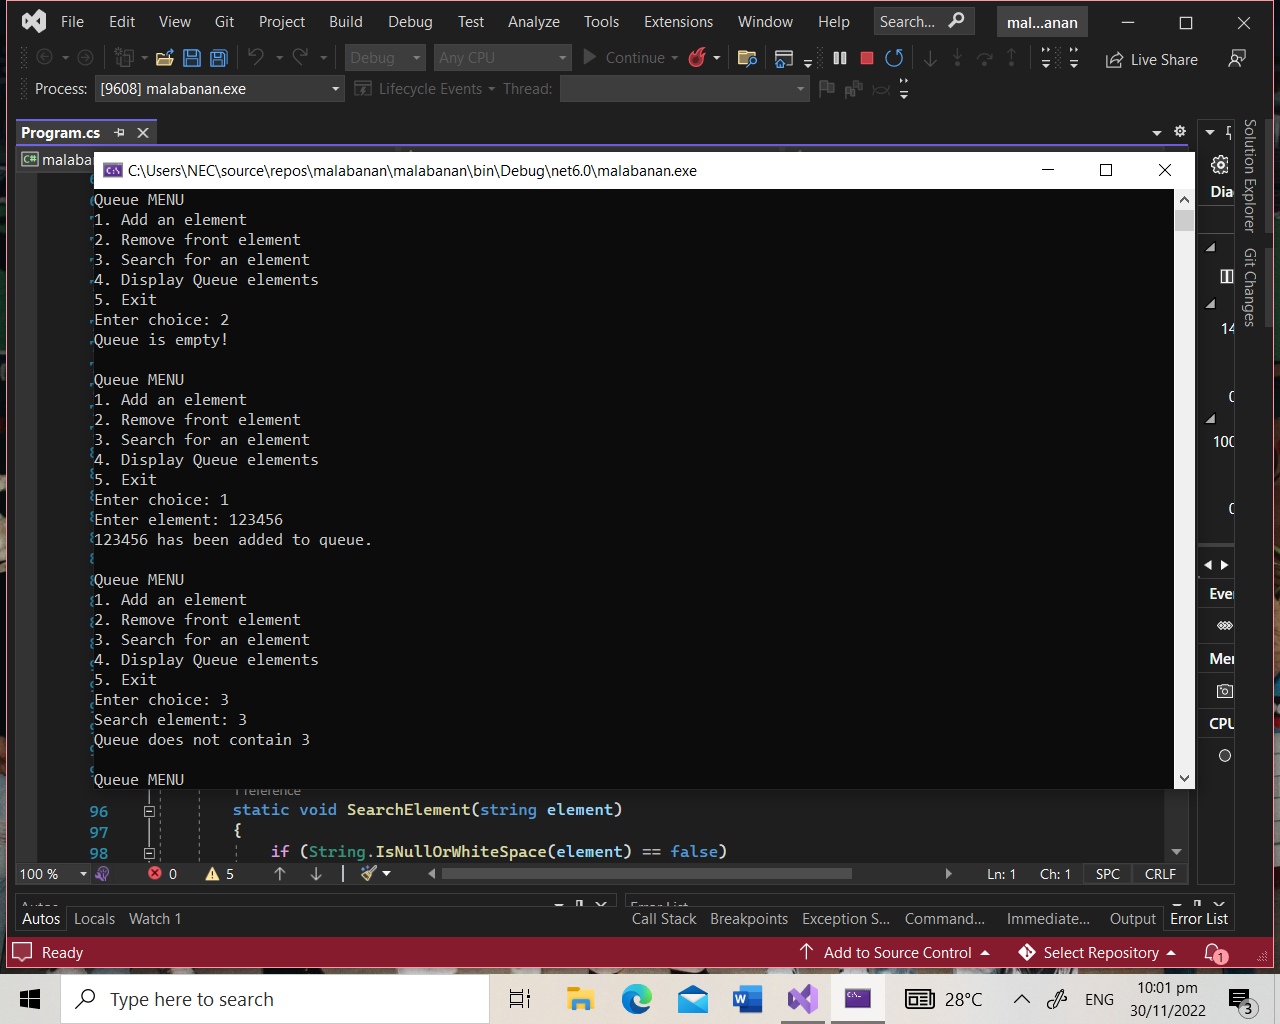 File Edit View Git Project Build Debug Test Analyze Tools Extensions Window Help Search... mal...anan
Debug Any CPU Continue Live Share
Process: [9608] malabanan.exe Lifecycle Events Thread:
Program.cs
C:\Users\NEC\source\repos\malabanan\malabanan\bin\Debug\net6.0\malabanan.exe
Queue MENU
1. Add an element
2. Remove front element
3. Search for an element
4. Display Queue elements
5. Exit
Enter choice: 2
Queue is empty!
Queue MENU
1. Add an element
2. Remove front element
3. Search for an element
4. Display Queue elements
5. Exit
Enter choice: 1
Enter element: 123456
123456 has been added to queue.
Queue MENU
1. Add an element
2. Remove front element
3. Search for an element
4. Display Queue elements
5. Exit
Enter choice: 3
Search element: 3
Queue does not contain 3
Queue MENU
1 reference
96 static void SearchElement(string element)
97 {
98 if (String.IsNullOrWhiteSpace(element) == false)
Solution Explorer
Git Changes
100 % 0 5 Ln: 1 Ch: 1 SPC CRLF
Autos Error List
Autos Locals Watch 1 Call Stack Breakpoints Exception S... Command... Immediate... Output Error List
Ready Add to Source Control Select Repository 1
Type here to search 28°C ENG 10:01 pm
30/11/2022 3